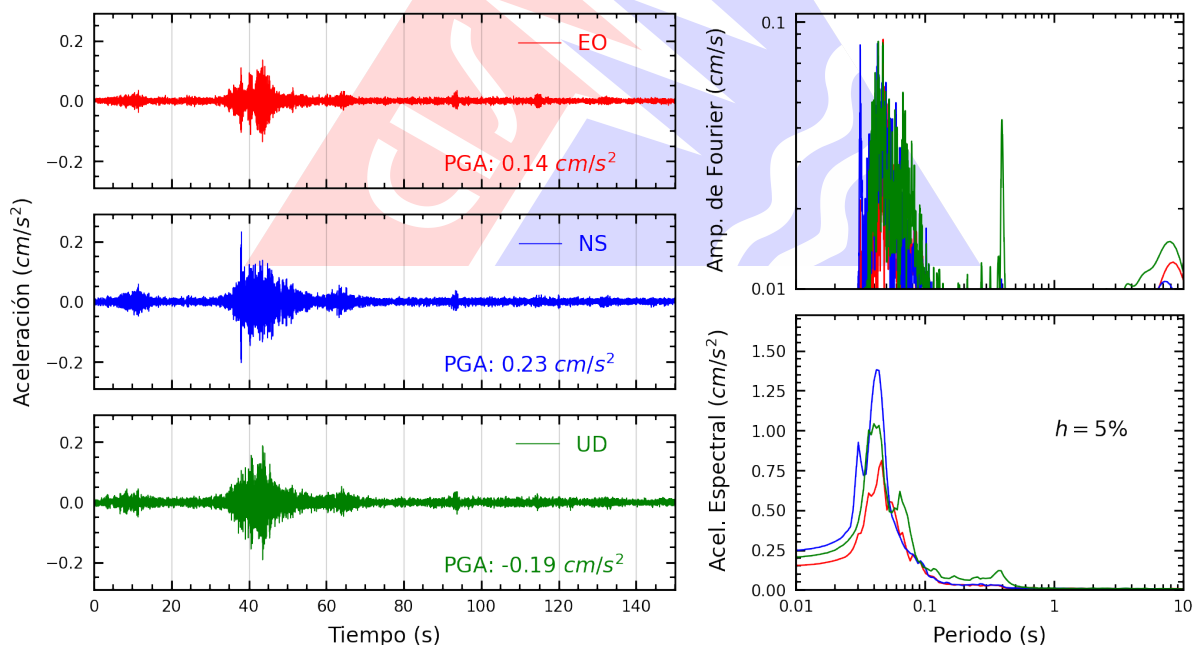 Aceleración (cm/s²)
0.2
0.0
−0.2
EO
PGA: 0.14 cm/s²
0.2
0.0
−0.2
NS
PGA: 0.23 cm/s²
0.2
0.0
−0.2
UD
PGA: -0.19 cm/s²
0 20 40 60 80 100 120 140
Tiempo (s)
Amp. de Fourier (cm/s)
0.1
0.01
Acel. Espectral (cm/s²)
1.50
1.25
1.00
0.75
0.50
0.25
0.00
h = 5%
0.01 0.1 1 10
Periodo (s)